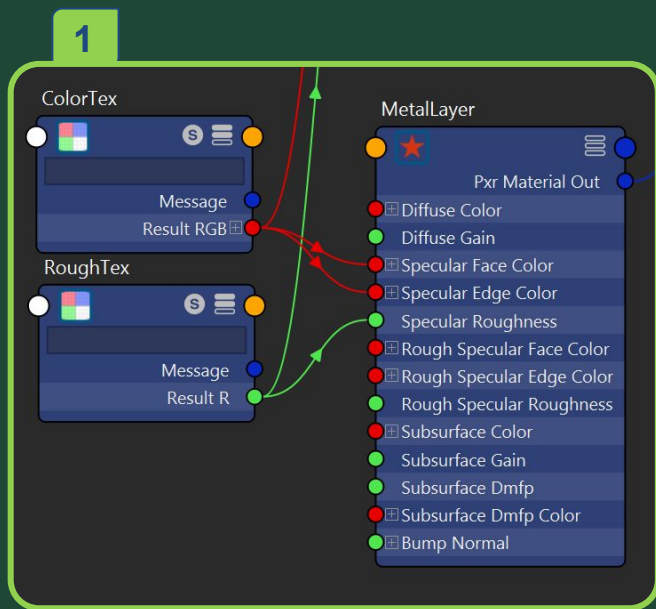 1
ColorTex
S
Message
Result RGB
RoughTex
S
Message
Result R
MetalLayer
Pxr Material Out
Diffuse Color
Diffuse Gain
Specular Face Color
Specular Edge Color
Specular Roughness
Rough Specular Face Color
Rough Specular Edge Color
Rough Specular Roughness
Subsurface Color
Subsurface Gain
Subsurface Dmfp
Subsurface Dmfp Color
Bump Normal